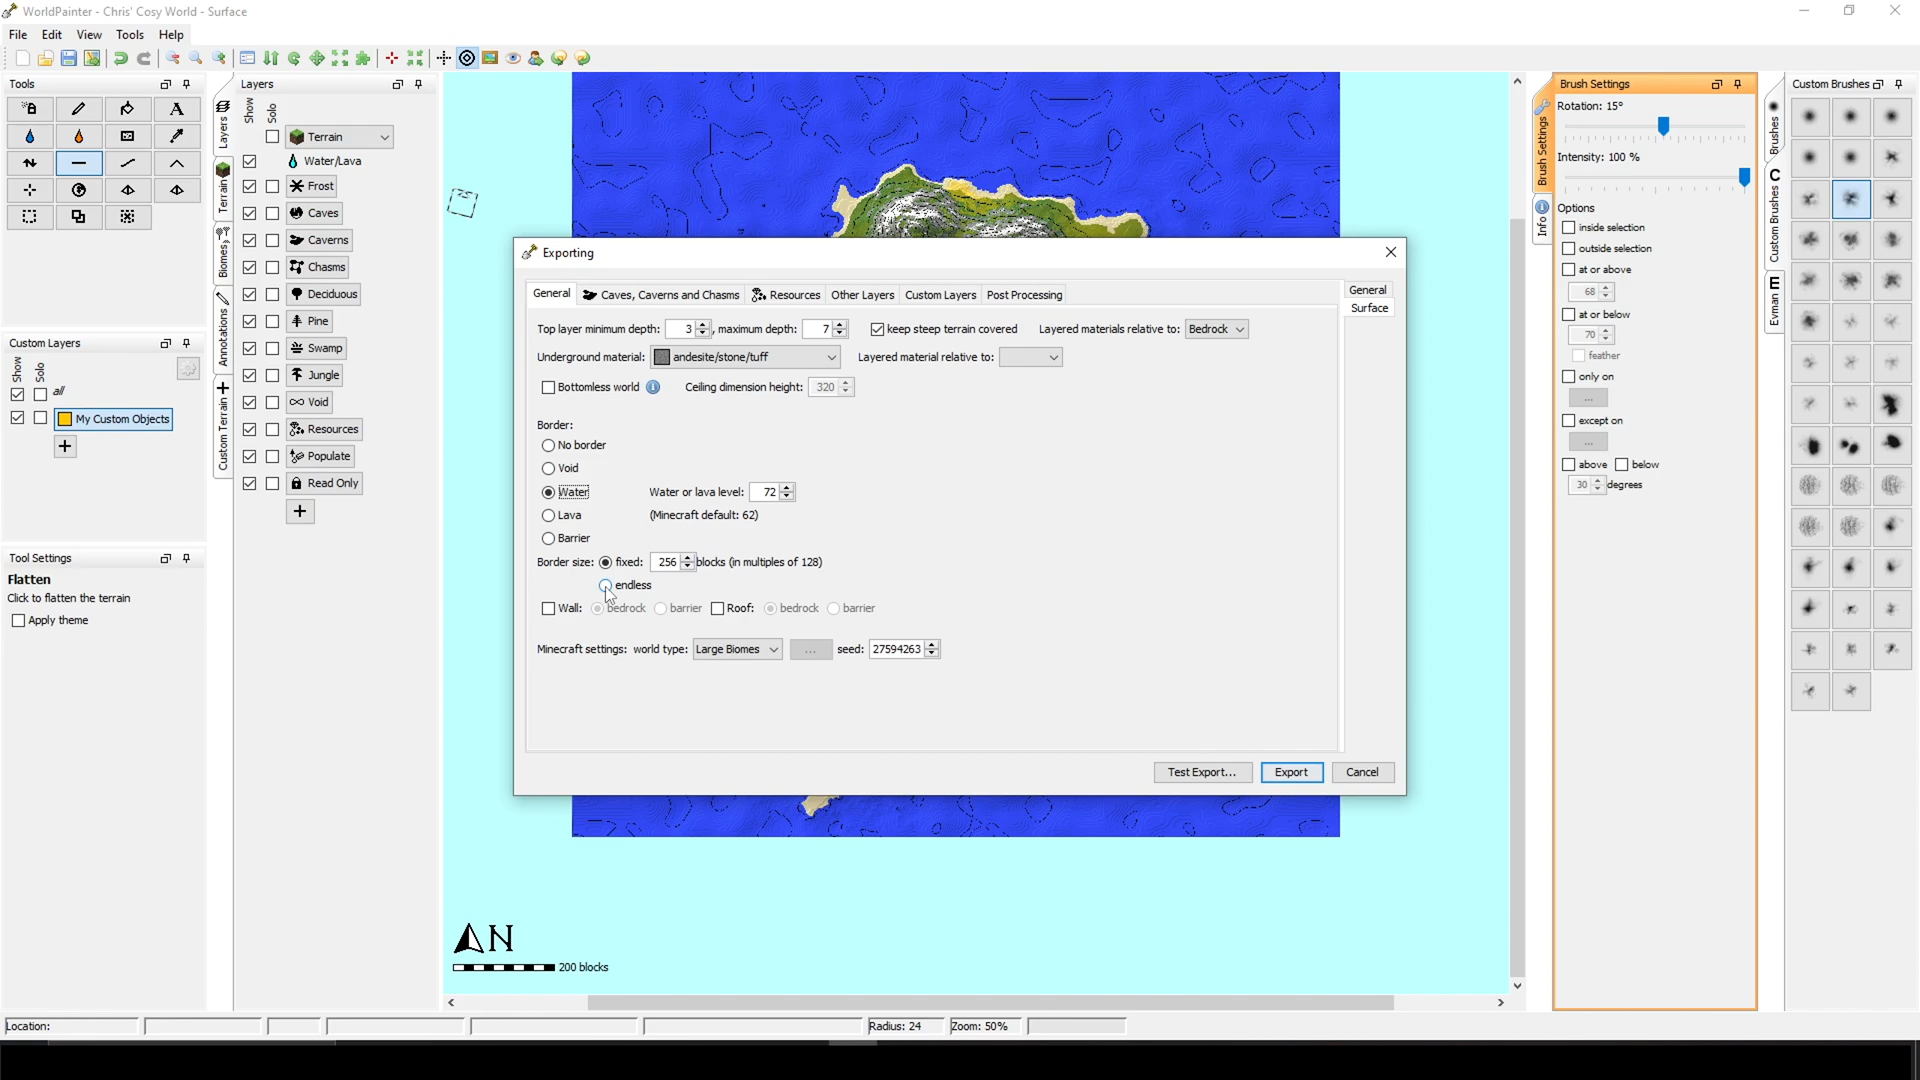 WorldPainter - Chris' Cosy World - Surface
File Edit View Tools Help
Tools
Layers
Show
Solo
Terrain
Water/Lava
Frost
Caves
Caverns
Chasms
Deciduous
Pine
Swamp
Jungle
Void
Resources
Populate
Read Only
Layers
Terrain
Biomes
Annotations
Custom Terrain
Custom Layers
Show
Solo
all
My Custom Objects
Tool Settings
Flatten
Click to flatten the terrain
Apply theme
Exporting
General Caves, Caverns and Chasms Resources Other Layers Custom Layers Post Processing
General
Surface
Top layer minimum depth: 3 , maximum depth: 7 keep steep terrain covered Layered materials relative to: Bedrock
Underground material: andesite/stone/tuff Layered material relative to:
Bottomless world Ceiling dimension height: 320
Border:
No border
Void
Water Water or lava level: 72
Lava (Minecraft default: 62)
Barrier
Border size: fixed: 256 blocks (in multiples of 128)
endless
Wall: bedrock barrier Roof: bedrock barrier
Minecraft settings: world type: Large Biomes ... seed: 27594263
Test Export... Export Cancel
N
200 blocks
Brush Settings
Info
Brush Settings
Rotation: 15°
Intensity: 100 %
Options
inside selection
outside selection
at or above
68
at or below
70
feather
only on
...
except on
...
above below
30 degrees
Brushes
Custom Brushes
Evman
Custom Brushes
Location: Radius: 24 Zoom: 50%